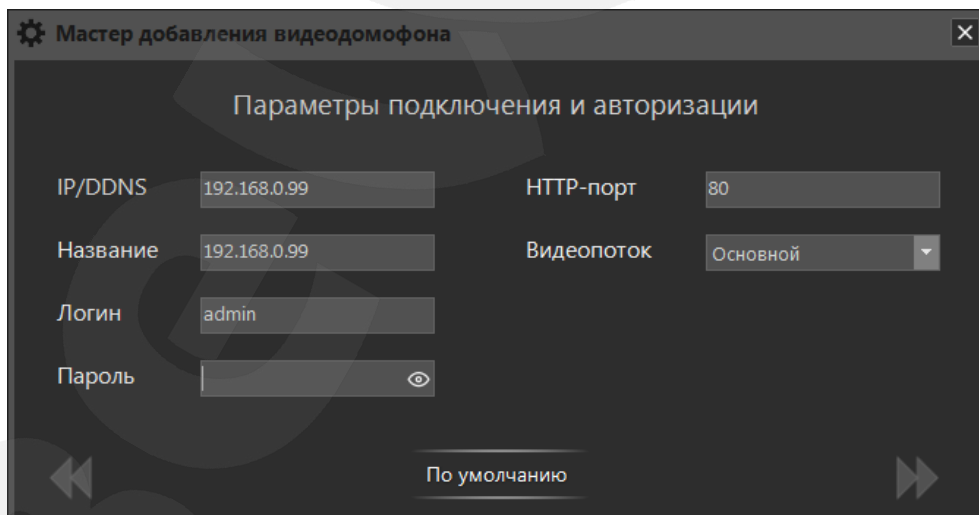 Мастер добавления видеодомофона
Параметры подключения и авторизации
IP/DDNS 192.168.0.99 HTTP-порт 80
Название 192.168.0.99 Видеопоток Основной
Логин admin
Пароль
По умолчанию